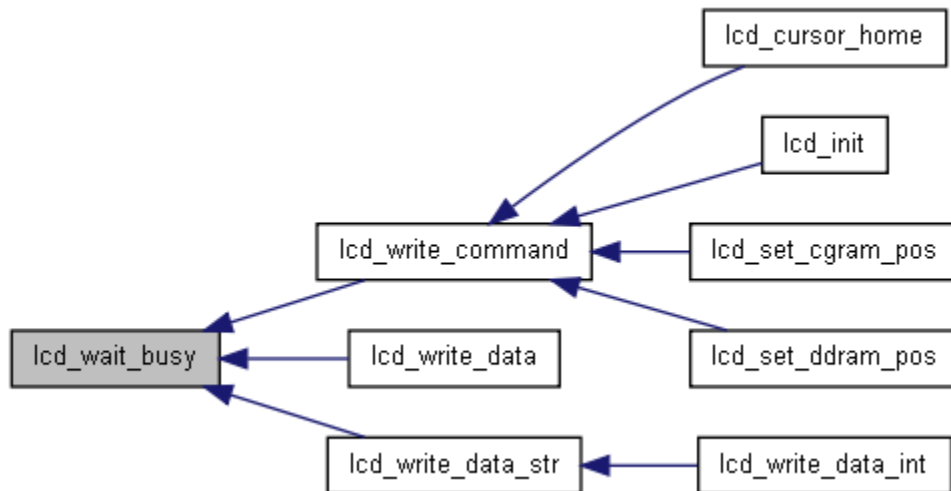 lcd_cursor_home
lcd_init
lcd_write_command
lcd_set_cgram_pos
lcd_wait_busy
lcd_write_data
lcd_set_ddram_pos
lcd_write_data_str
lcd_write_data_int